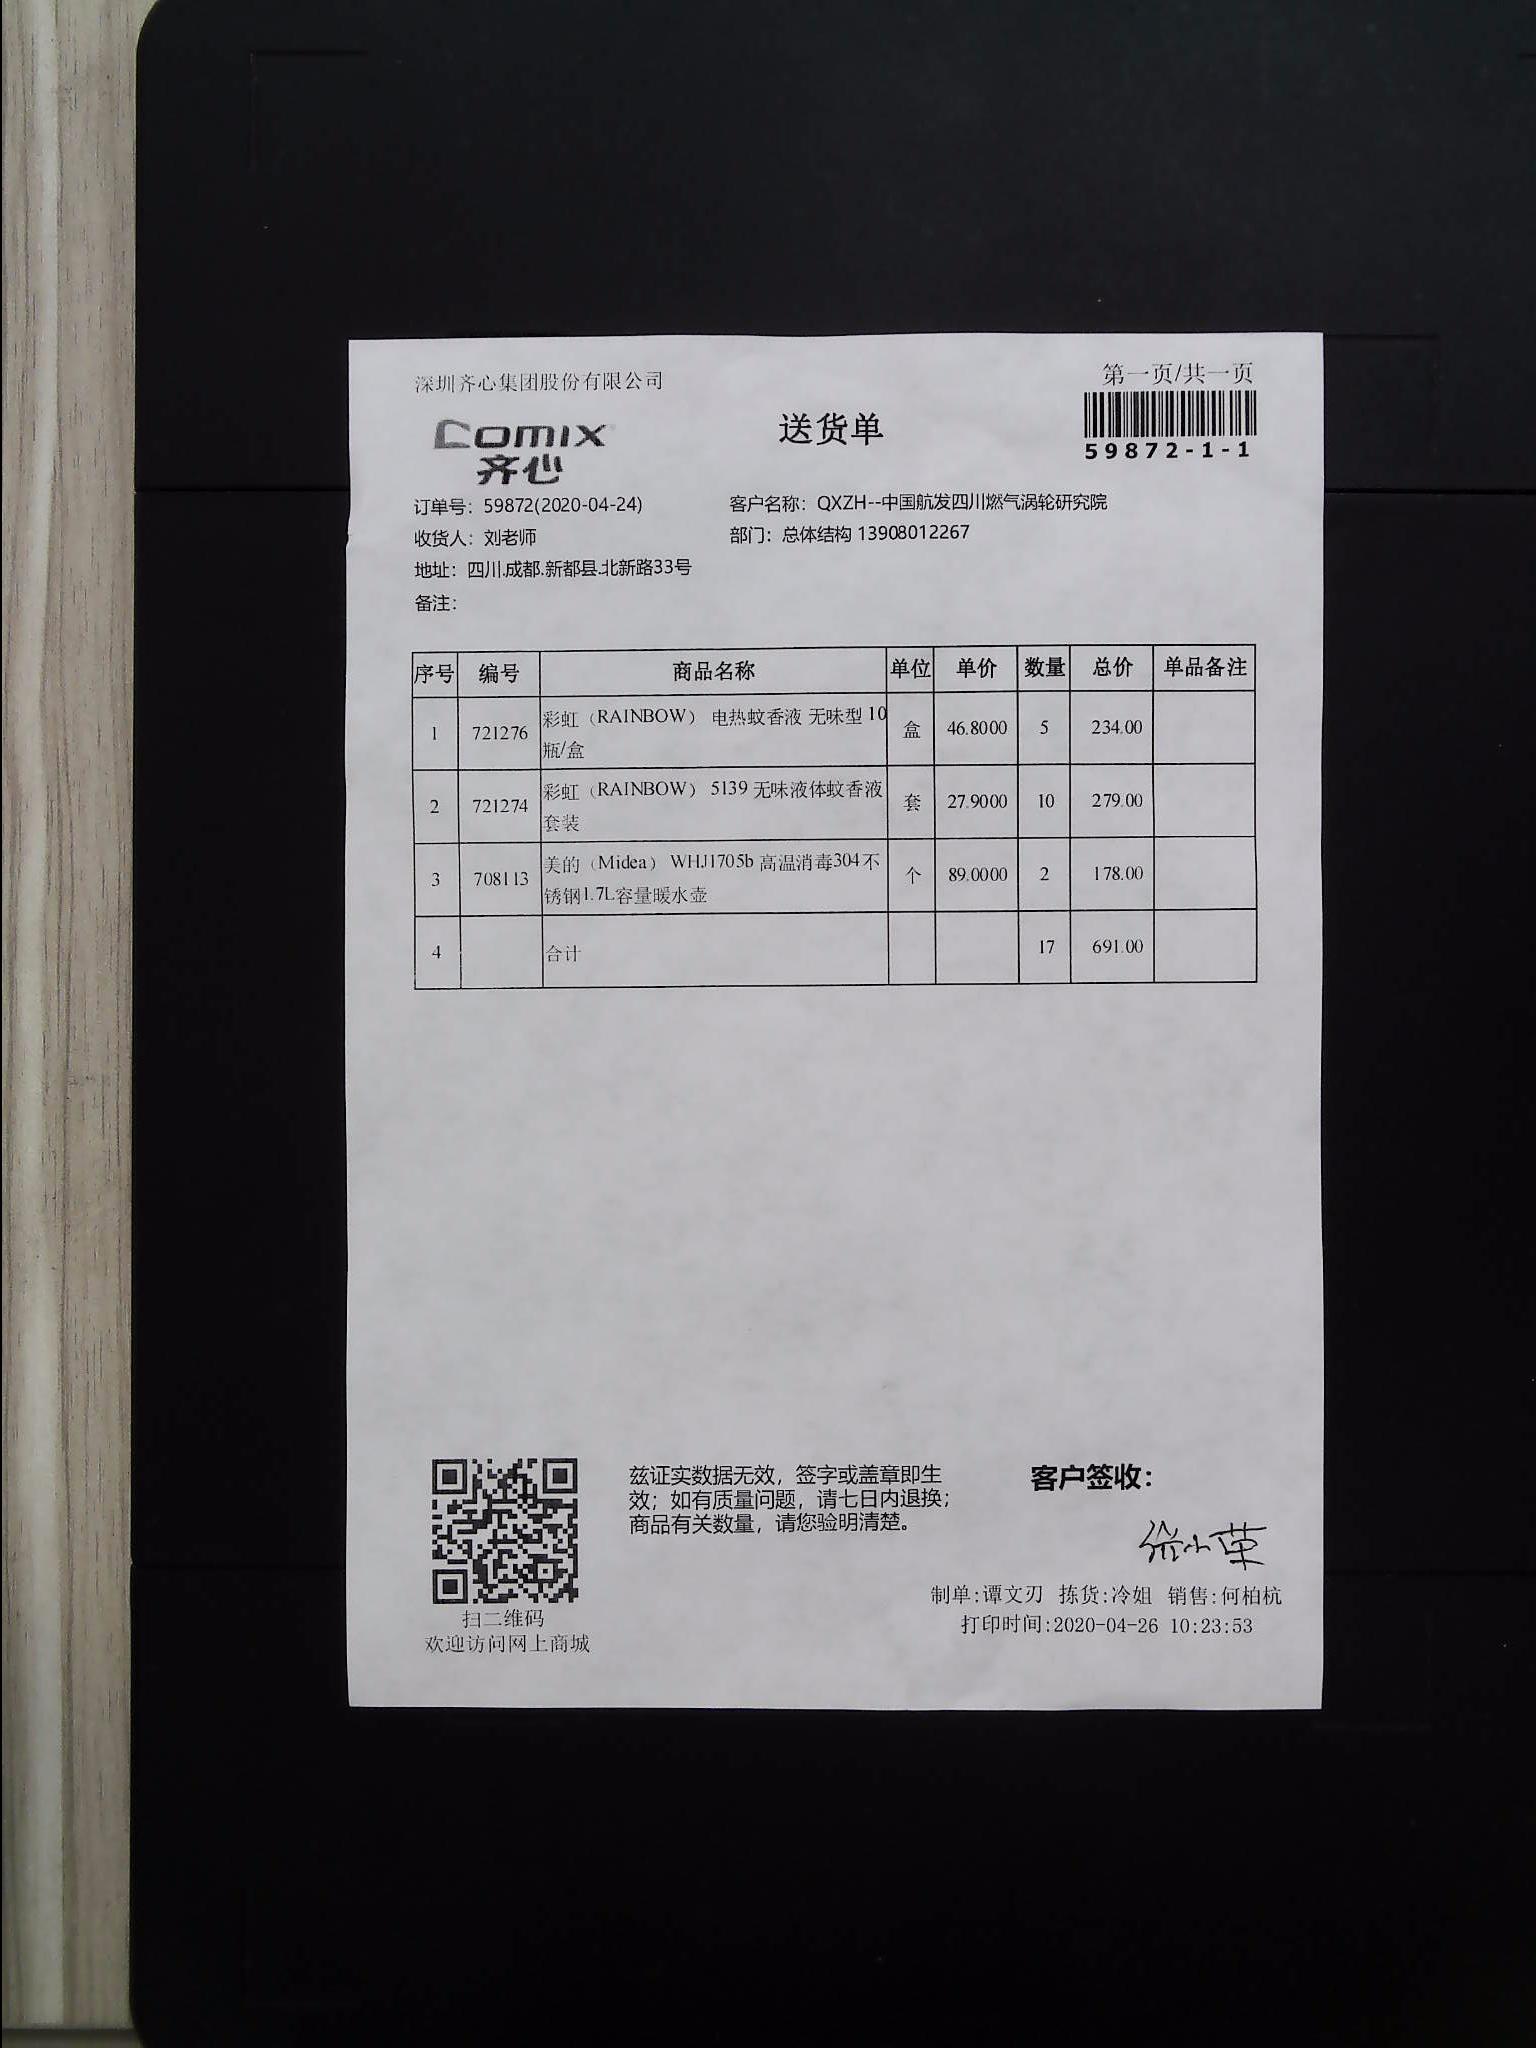 深圳齐心集团股份有限公司
第一页/共一页
comix
齐心
送货单
59872-1-1
订单号：59872(2020-04-24)
客户名称：QXZH--中国航发四川燃气涡轮研究院
收货人：刘老师
部门：总体结构 13908012267
地址：四川.成都.新都县.北新路33号
备注：
序号 编号 商品名称 单位 单价 数量 总价 单品备注
1 721276 彩虹（RAINBOW） 电热蚊香液 无味型 10
瓶/盒 盒 46.8000 5 234.00
2 721274 彩虹（RAINBOW） 5139 无味液体蚊香液
套装 套 27.9000 10 279.00
3 708113 美的（Midea） WHJ1705b 高温消毒304不
锈钢1.7L容量暖水壶 个 89.0000 2 178.00
4 合计 17 691.00
兹证实数据无效，签字或盖章即生
效；如有质量问题，请七日内退换；
商品有关数量，请您验明清楚。
客户签收：
徐小荣
扫二维码
欢迎访问网上商城
制单:谭文刃 拣货:冷姐 销售:何柏杭
打印时间:2020-04-26 10:23:53